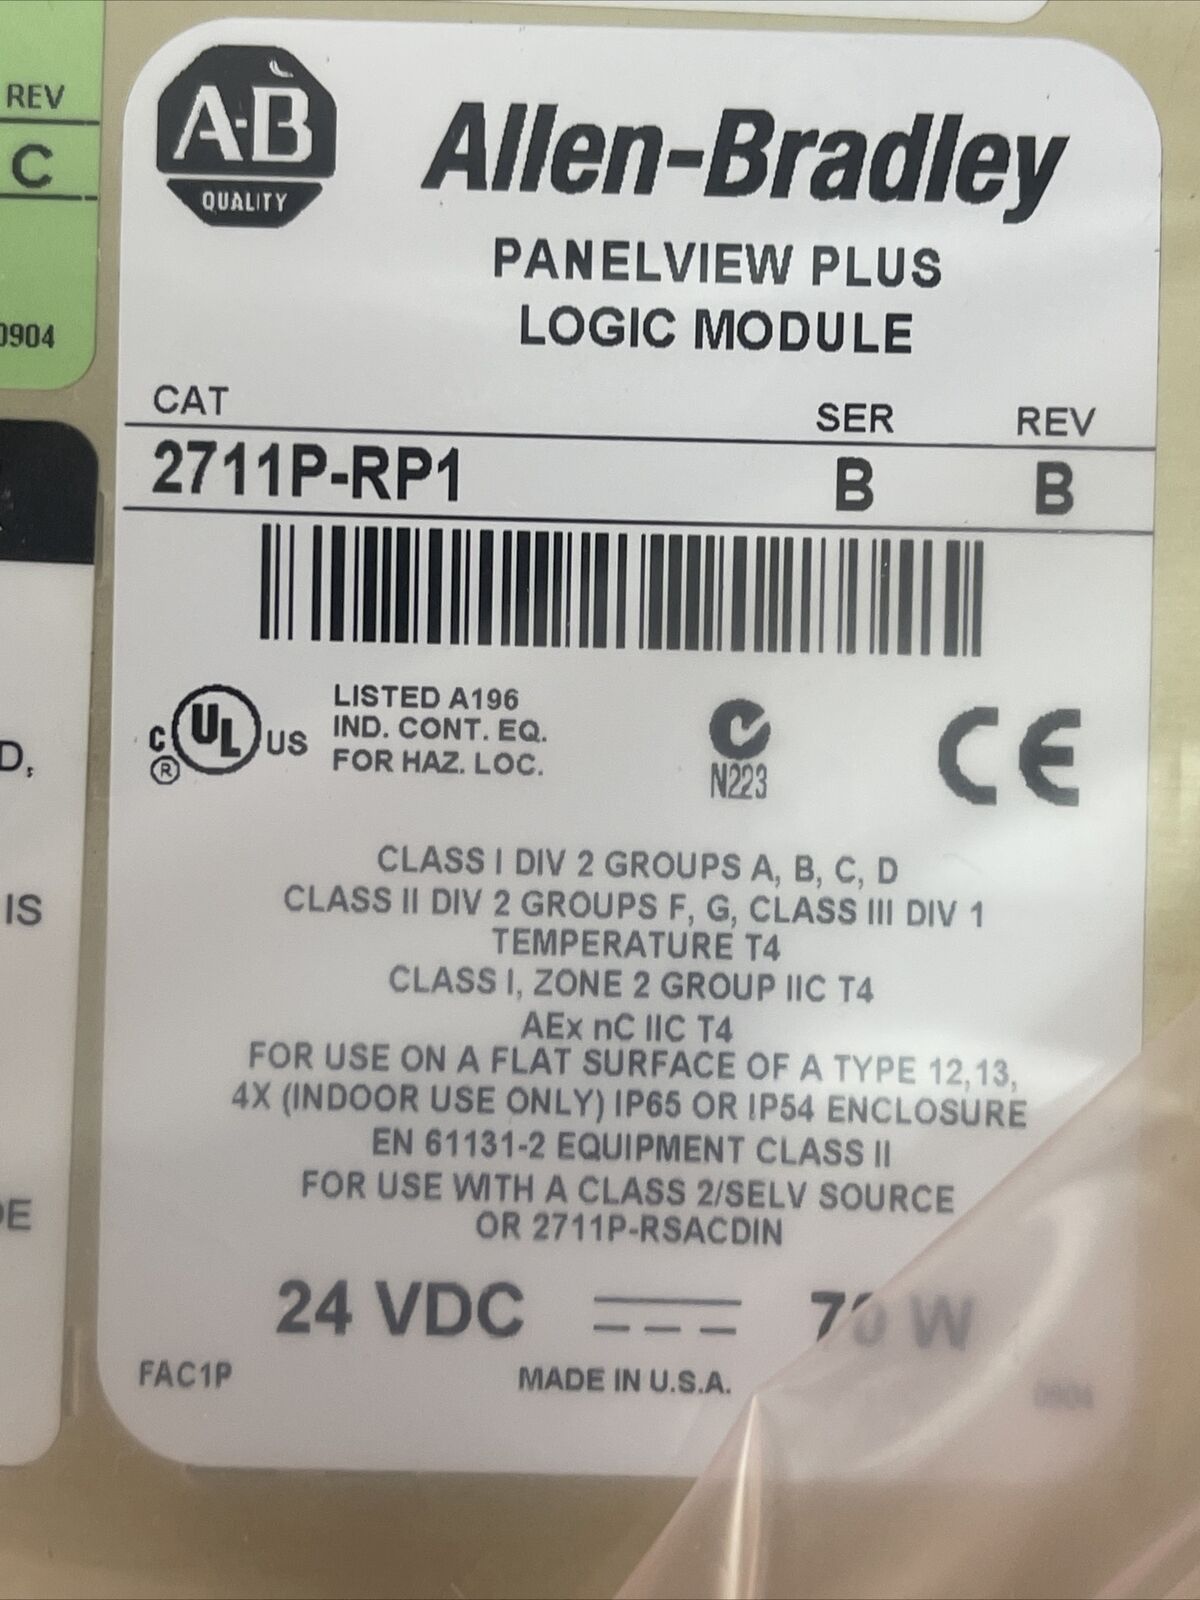 REV
C
0904
D,
IS
DE
A-B
QUALITY
Allen-Bradley
PANELVIEW PLUS
LOGIC MODULE
CAT SER REV
2711P-RP1 B B
C UL US
®
LISTED A196
IND. CONT. EQ.
FOR HAZ. LOC.
N223
CE
CLASS I DIV 2 GROUPS A, B, C, D
CLASS II DIV 2 GROUPS F, G, CLASS III DIV 1
TEMPERATURE T4
CLASS I, ZONE 2 GROUP IIC T4
AEx nC IIC T4
FOR USE ON A FLAT SURFACE OF A TYPE 12,13,
4X (INDOOR USE ONLY) IP65 OR IP54 ENCLOSURE
EN 61131-2 EQUIPMENT CLASS II
FOR USE WITH A CLASS 2/SELV SOURCE
OR 2711P-RSACDIN
24 VDC 70 W
FAC1P MADE IN U.S.A. 0904